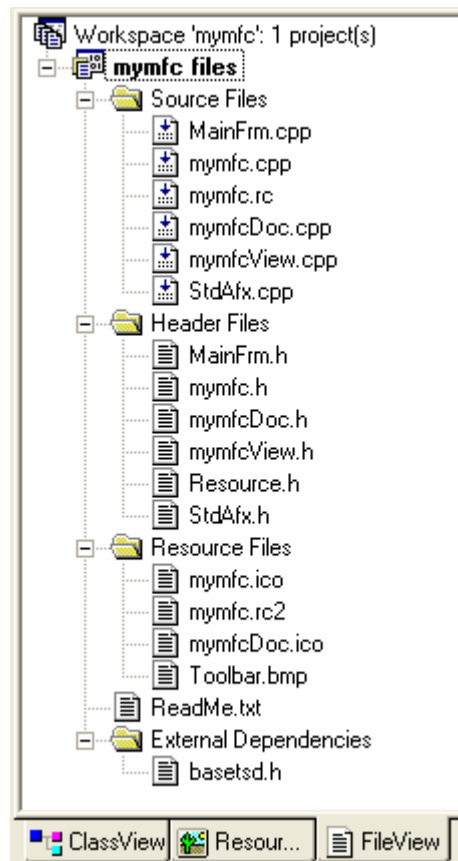 Workspace 'mymfc': 1 project(s)
mymfc files
Source Files
MainFrm.cpp
mymfc.cpp
mymfc.rc
mymfcDoc.cpp
mymfcView.cpp
StdAfx.cpp
Header Files
MainFrm.h
mymfc.h
mymfcDoc.h
mymfcView.h
Resource.h
StdAfx.h
Resource Files
mymfc.ico
mymfc.rc2
mymfcDoc.ico
Toolbar.bmp
ReadMe.txt
External Dependencies
basetsd.h
ClassView Resour... FileView